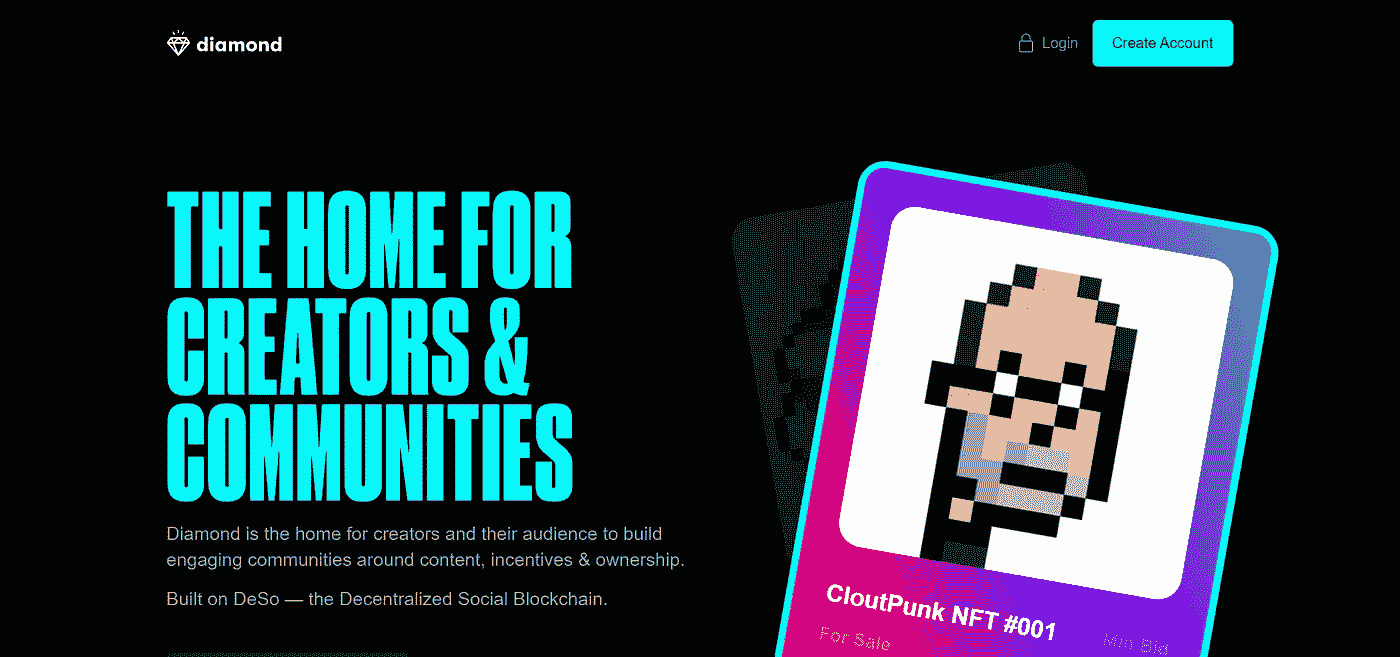 diamond
Login
Create Account
THE HOME FOR
CREATORS &
COMMUNITIES
Diamond is the home for creators and their audience to build
engaging communities around content, incentives & ownership.
Built on DeSo — the Decentralized Social Blockchain.
CloutPunk NFT #001
For Sale
Min Bid